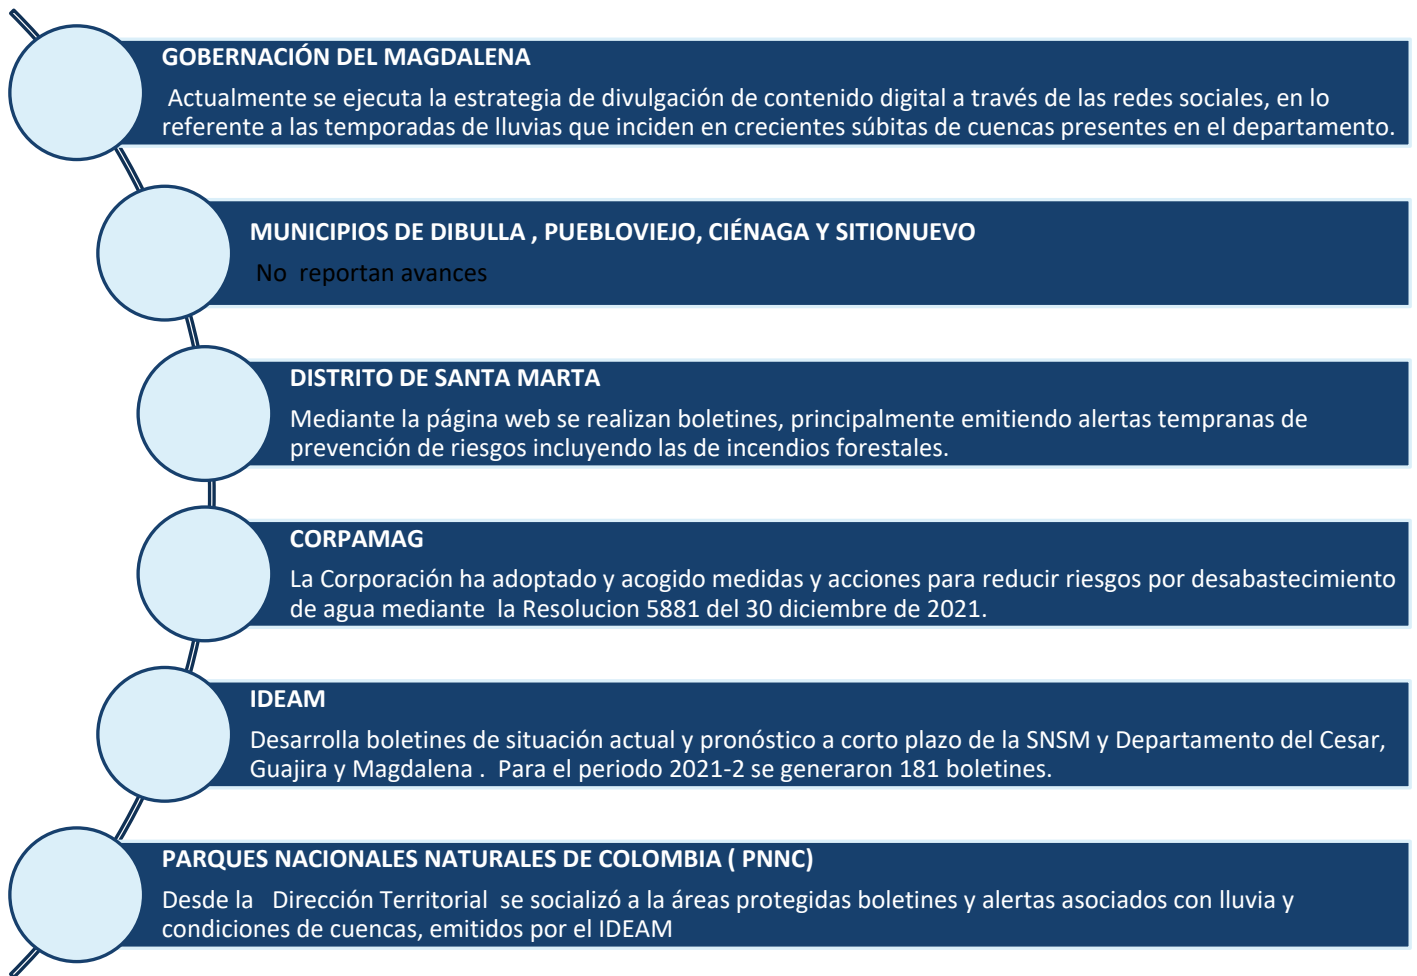 GOBERNACIÓN DEL MAGDALENA
Actualmente se ejecuta la estrategia de divulgación de contenido digital a través de las redes sociales, en lo
referente a las temporadas de lluvias que inciden en crecientes súbitas de cuencas presentes en el departamento.
MUNICIPIOS DE DIBULLA , PUEBLOVIEJO, CIÉNAGA Y SITIONUEVO
No  reportan avances
DISTRITO DE SANTA MARTA
Mediante la página web se realizan boletines, principalmente emitiendo alertas tempranas de
prevención de riesgos incluyendo las de incendios forestales.
CORPAMAG
La Corporación ha adoptado y acogido medidas y acciones para reducir riesgos por desabastecimiento
de agua mediante  la Resolucion 5881 del 30 diciembre de 2021.
IDEAM
Desarrolla boletines de situación actual y pronóstico a corto plazo de la SNSM y Departamento del Cesar,
Guajira y Magdalena .  Para el periodo 2021-2 se generaron 181 boletines.
PARQUES NACIONALES NATURALES DE COLOMBIA ( PNNC)
Desde la   Dirección Territorial  se socializó a la áreas protegidas boletines y alertas asociados con lluvia y
condiciones de cuencas, emitidos por el IDEAM